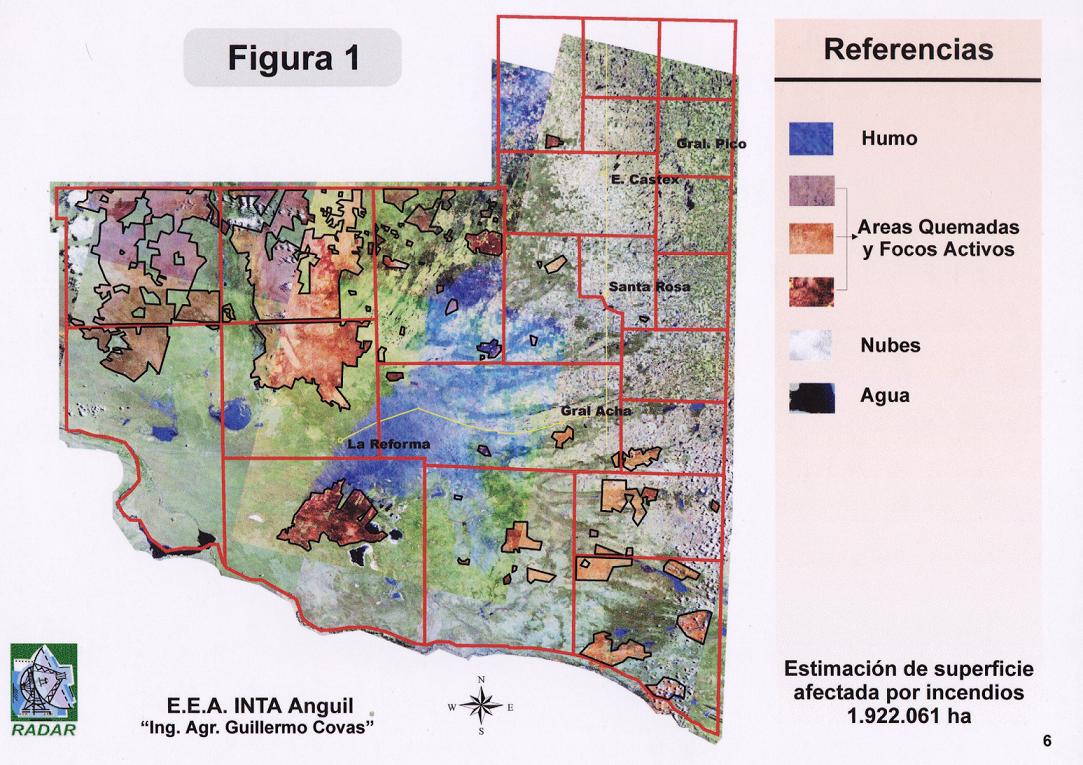 Figura 1
Referencias
Humo
Areas Quemadas
y Focos Activos
Nubes
Agua
Gral. Pico
E. Castex
Santa Rosa
Gral Acha
La Reforma
N
W E
S
RADAR
E.E.A. INTA Anguil
“Ing. Agr. Guillermo Covas”
Estimación de superficie
afectada por incendios
1.922.061 ha
6